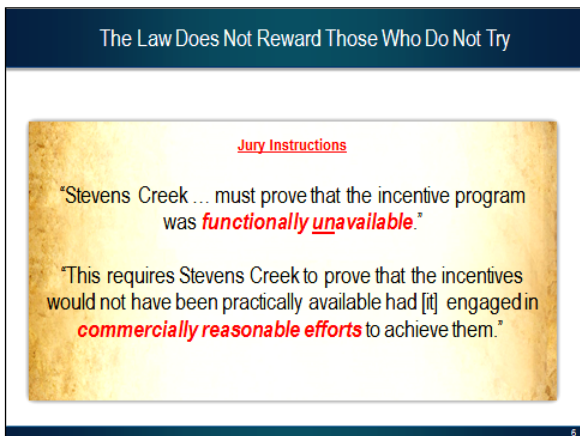 The Law Does Not Reward Those Who Do Not Try
Jury Instructions
“Stevens Creek … must prove that the incentive program
was functionally unavailable.”
“This requires Stevens Creek to prove that the incentives
would not have been practically available had [it] engaged in
commercially reasonable efforts to achieve them.”
6